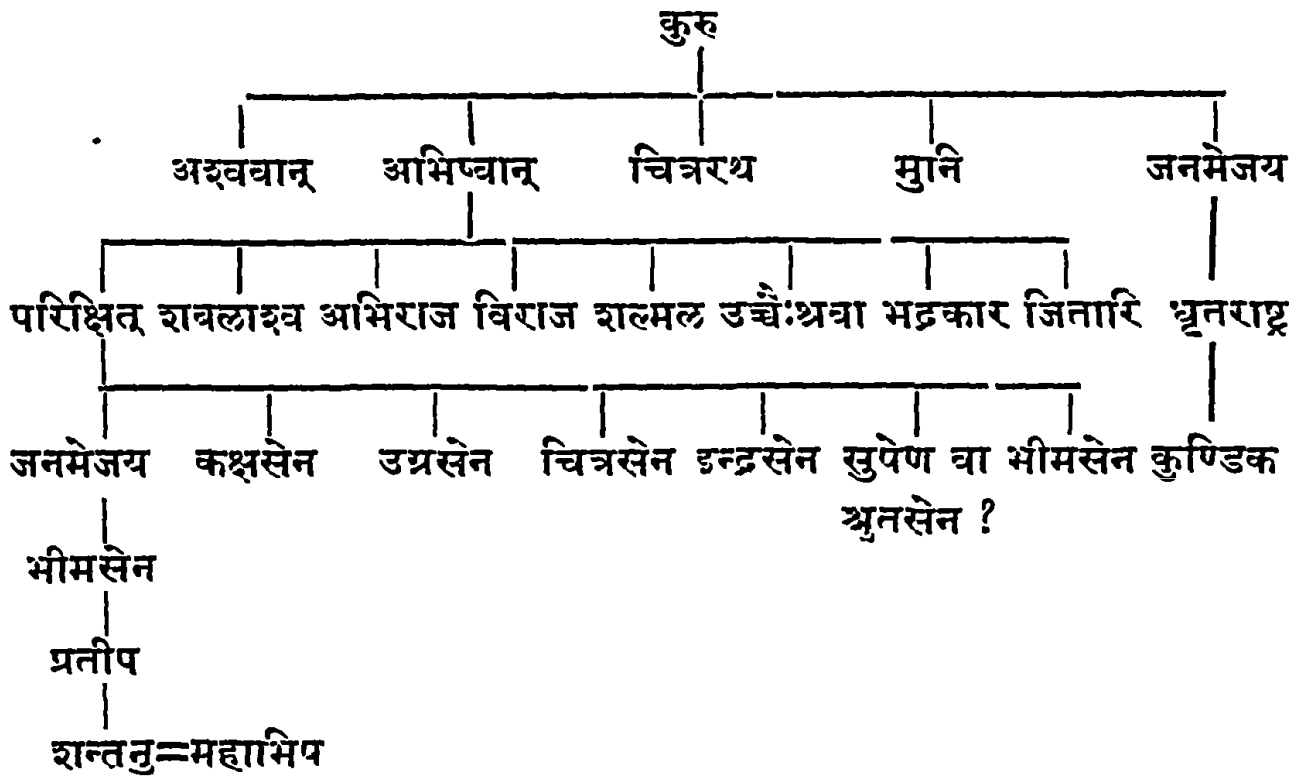 कुरु
अश्ववान् अभिष्वान् चित्ररथ मुनि जनमेजय
परिक्षित् शबलाश्व अभिराज विराज शल्मल उच्चैःश्रवा भद्रकार जितारि धृतराष्ट्र
जनमेजय कक्षसेन उग्रसेन चित्रसेन इन्द्रसेन सुषेण वा भीमसेन कुण्डिक
श्रुतसेन ?
भीमसेन
प्रतीप
शन्तनु=महाभिष